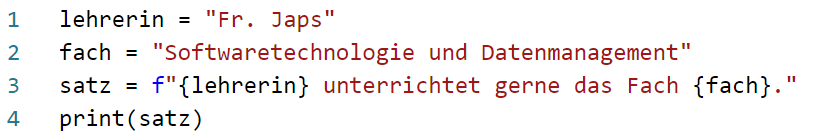 1 lehrerin = "Fr. Japs"
2 fach = "Softwaretechnologie und Datenmanagement"
3 satz = f"{lehrerin} unterrichtet gerne das Fach {fach}."
4 print(satz)